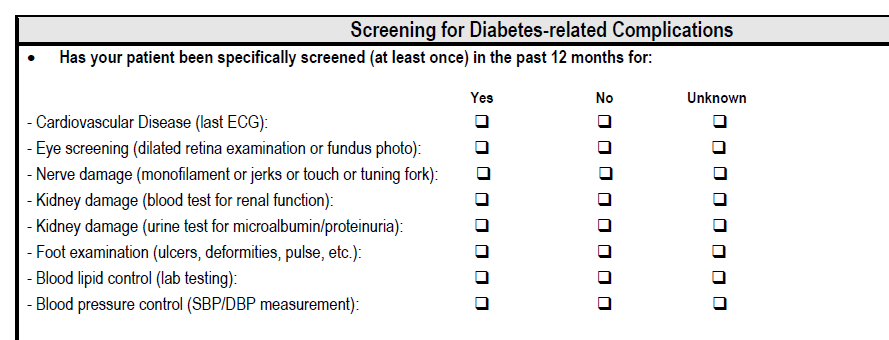 Screening for Diabetes-related Complications
• Has your patient been specifically screened (at least once) in the past 12 months for:
Yes No Unknown
- Cardiovascular Disease (last ECG): ❑ ❑ ❑
- Eye screening (dilated retina examination or fundus photo): ❑ ❑ ❑
- Nerve damage (monofilament or jerks or touch or tuning fork): ❑ ❑ ❑
- Kidney damage (blood test for renal function): ❑ ❑ ❑
- Kidney damage (urine test for microalbumin/proteinuria): ❑ ❑ ❑
- Foot examination (ulcers, deformities, pulse, etc.): ❑ ❑ ❑
- Blood lipid control (lab testing): ❑ ❑ ❑
- Blood pressure control (SBP/DBP measurement): ❑ ❑ ❑